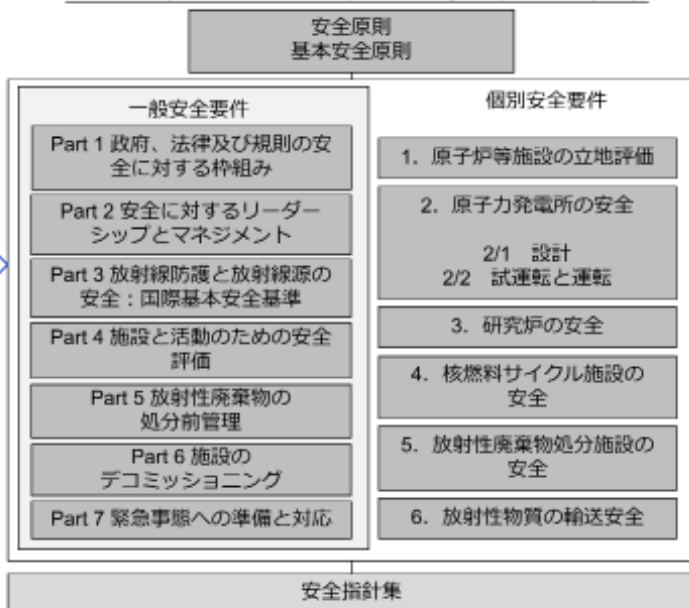 安全原則
基本安全原則
一般安全要件
Part 1 政府、法律及び規則の安
全に対する枠組み
Part 2 安全に対するリーダー
シップとマネジメント
Part 3 放射線防護と放射線源の
安全：国際基本安全基準
Part 4 施設と活動のための安全
評価
Part 5 放射性廃棄物の
処分前管理
Part 6 施設の
デコミッショニング
Part 7 緊急事態への準備と対応
個別安全要件
1．原子炉等施設の立地評価
2．原子力発電所の安全
2/1 設計
2/2 試運転と運転
3．研究炉の安全
4．核燃料サイクル施設の
安全
5．放射性廃棄物処分施設の
安全
6．放射性物質の輸送安全
安全指針集